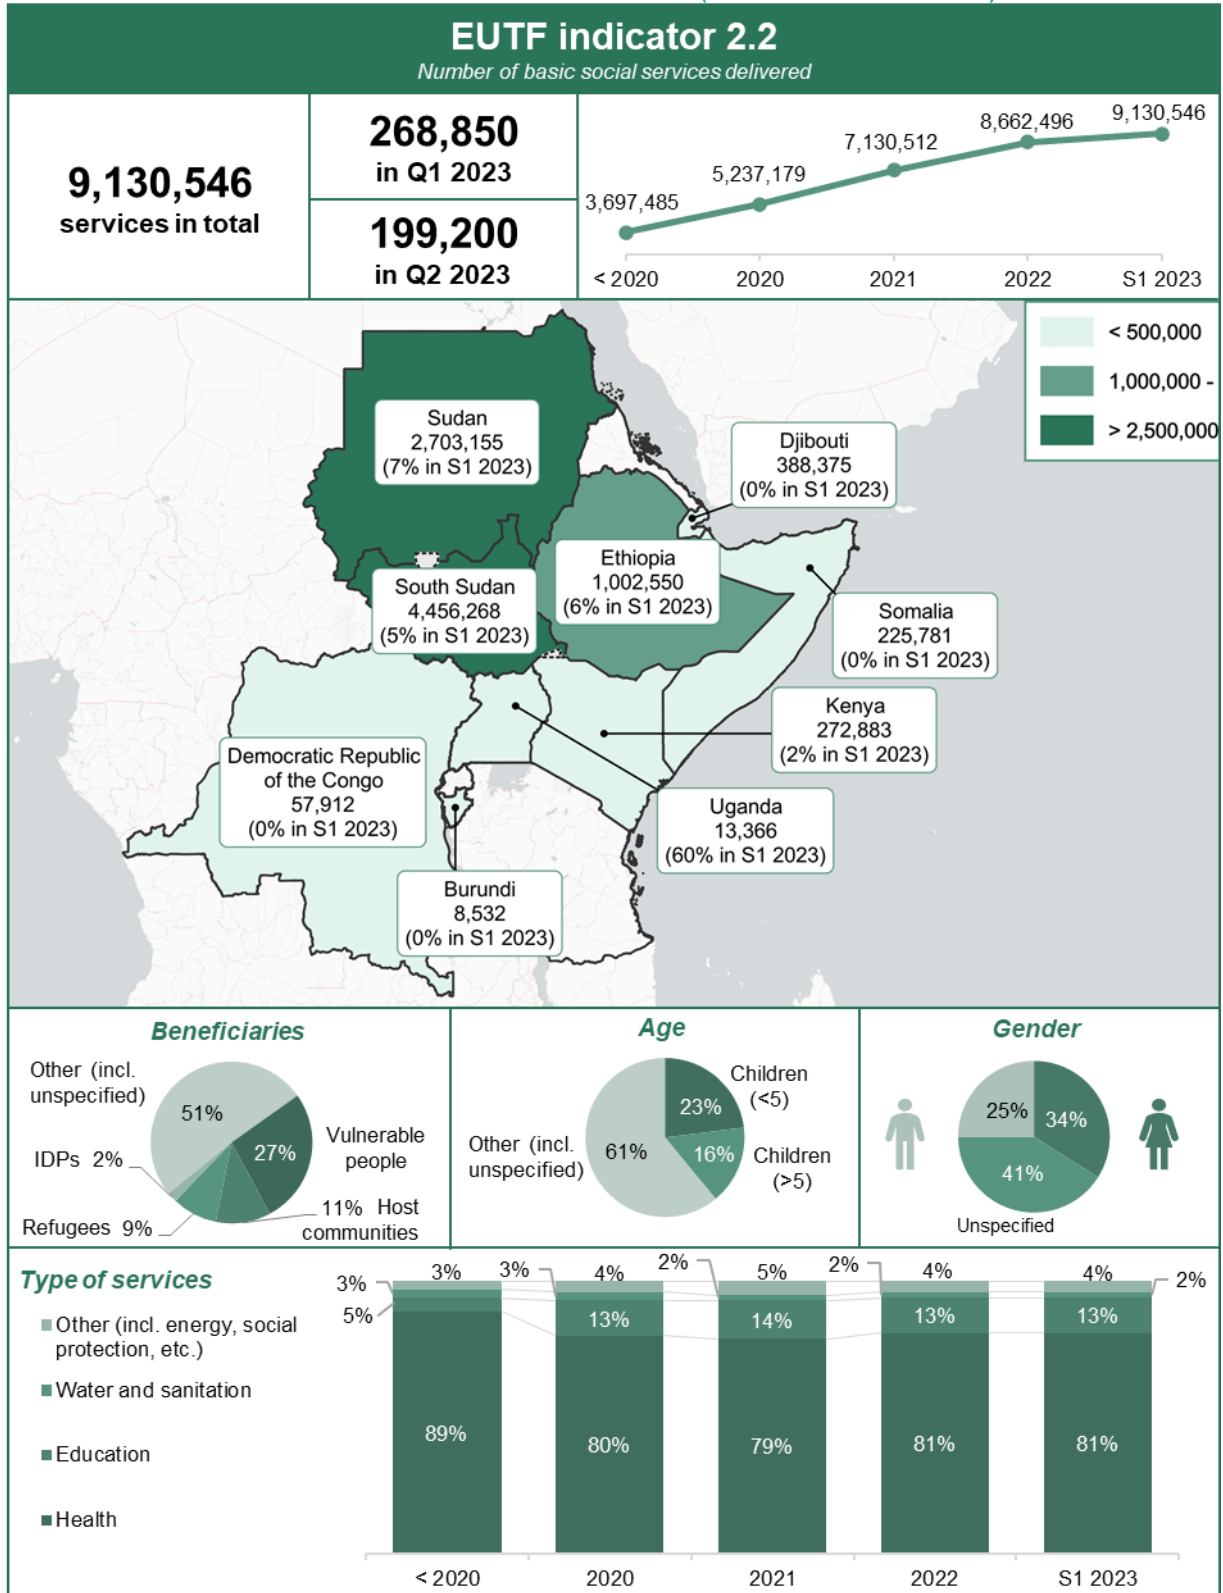 EUTF indicator 2.2
Number of basic social services delivered
9,130,546
services in total
268,850
in Q1 2023
199,200
in Q2 2023
3,697,485
5,237,179
7,130,512
8,662,496
9,130,546
< 2020
2020
2021
2022
S1 2023
< 500,000
1,000,000 -
> 2,500,000
Sudan
2,703,155
(7% in S1 2023)
Djibouti
388,375
(0% in S1 2023)
Ethiopia
1,002,550
(6% in S1 2023)
South Sudan
4,456,268
(5% in S1 2023)
Somalia
225,781
(0% in S1 2023)
Kenya
272,883
(2% in S1 2023)
Democratic Republic
of the Congo
57,912
(0% in S1 2023)
Uganda
13,366
(60% in S1 2023)
Burundi
8,532
(0% in S1 2023)
Beneficiaries
Other (incl.
unspecified)
51%
IDPs 2%
Refugees 9%
27%
Vulnerable
people
11% Host
communities
Age
Children
(<5)
23%
Other (incl.
unspecified)
61%
16%
Children
(>5)
Gender
25%
34%
41%
Unspecified
Type of services
Other (incl. energy, social
protection, etc.)
Water and sanitation
Education
Health
3%
3%
5%
89%
4%
3%
13%
80%
5%
2%
14%
79%
4%
2%
13%
81%
4%
2%
13%
81%
< 2020
2020
2021
2022
S1 2023